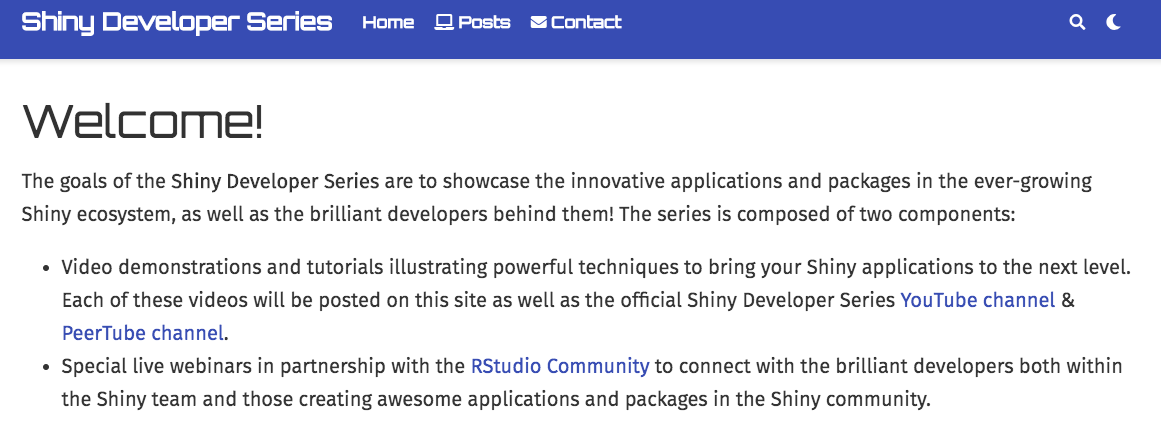 Shiny Developer Series Home Posts Contact
Welcome!
The goals of the Shiny Developer Series are to showcase the innovative applications and packages in the ever-growing
Shiny ecosystem, as well as the brilliant developers behind them! The series is composed of two components:
• Video demonstrations and tutorials illustrating powerful techniques to bring your Shiny applications to the next level.
Each of these videos will be posted on this site as well as the official Shiny Developer Series YouTube channel &
PeerTube channel.
• Special live webinars in partnership with the RStudio Community to connect with the brilliant developers both within
the Shiny team and those creating awesome applications and packages in the Shiny community.